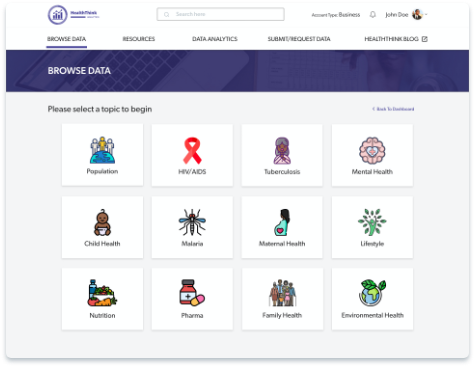 HealthThink
Search here
Account Type: Business
John Doe
BROWSE DATA
RESOURCES
DATA ANALYTICS
SUBMIT/REQUEST DATA
HEALTHTHINK BLOG
BROWSE DATA
Please select a topic to begin
< Back To Dashboard
Population
HIV/AIDS
Tuberculosis
Mental Health
Child Health
Malaria
Maternal Health
Lifestyle
Nutrition
Pharma
Family Health
Environmental Health